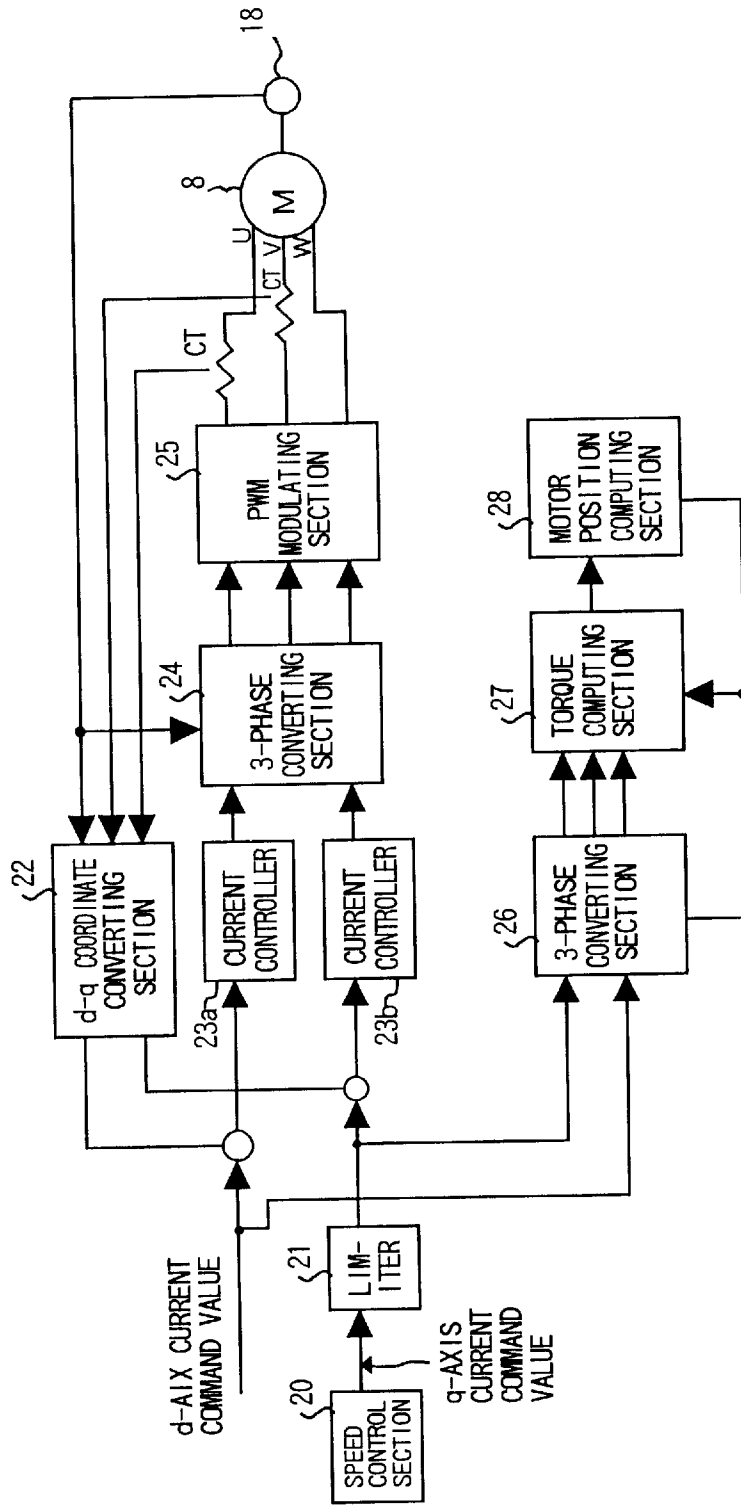 18
8
M
U
V
W
CT
CT
25
PWM
MODULATING
SECTION
24
3-PHASE
CONVERTING
SECTION
22
d-q COORDINATE
CONVERTING
SECTION
23a
CURRENT
CONTROLLER
23b
CURRENT
CONTROLLER
d-AIX CURRENT
COMMAND VALUE
21
LIM-
ITER
20
SPEED
CONTROL
SECTION
q-AXIS
CURRENT
COMMAND
VALUE
26
3-PHASE
CONVERTING
SECTION
27
TORQUE
COMPUTING
SECTION
28
MOTOR
POSITION
COMPUTING
SECTION